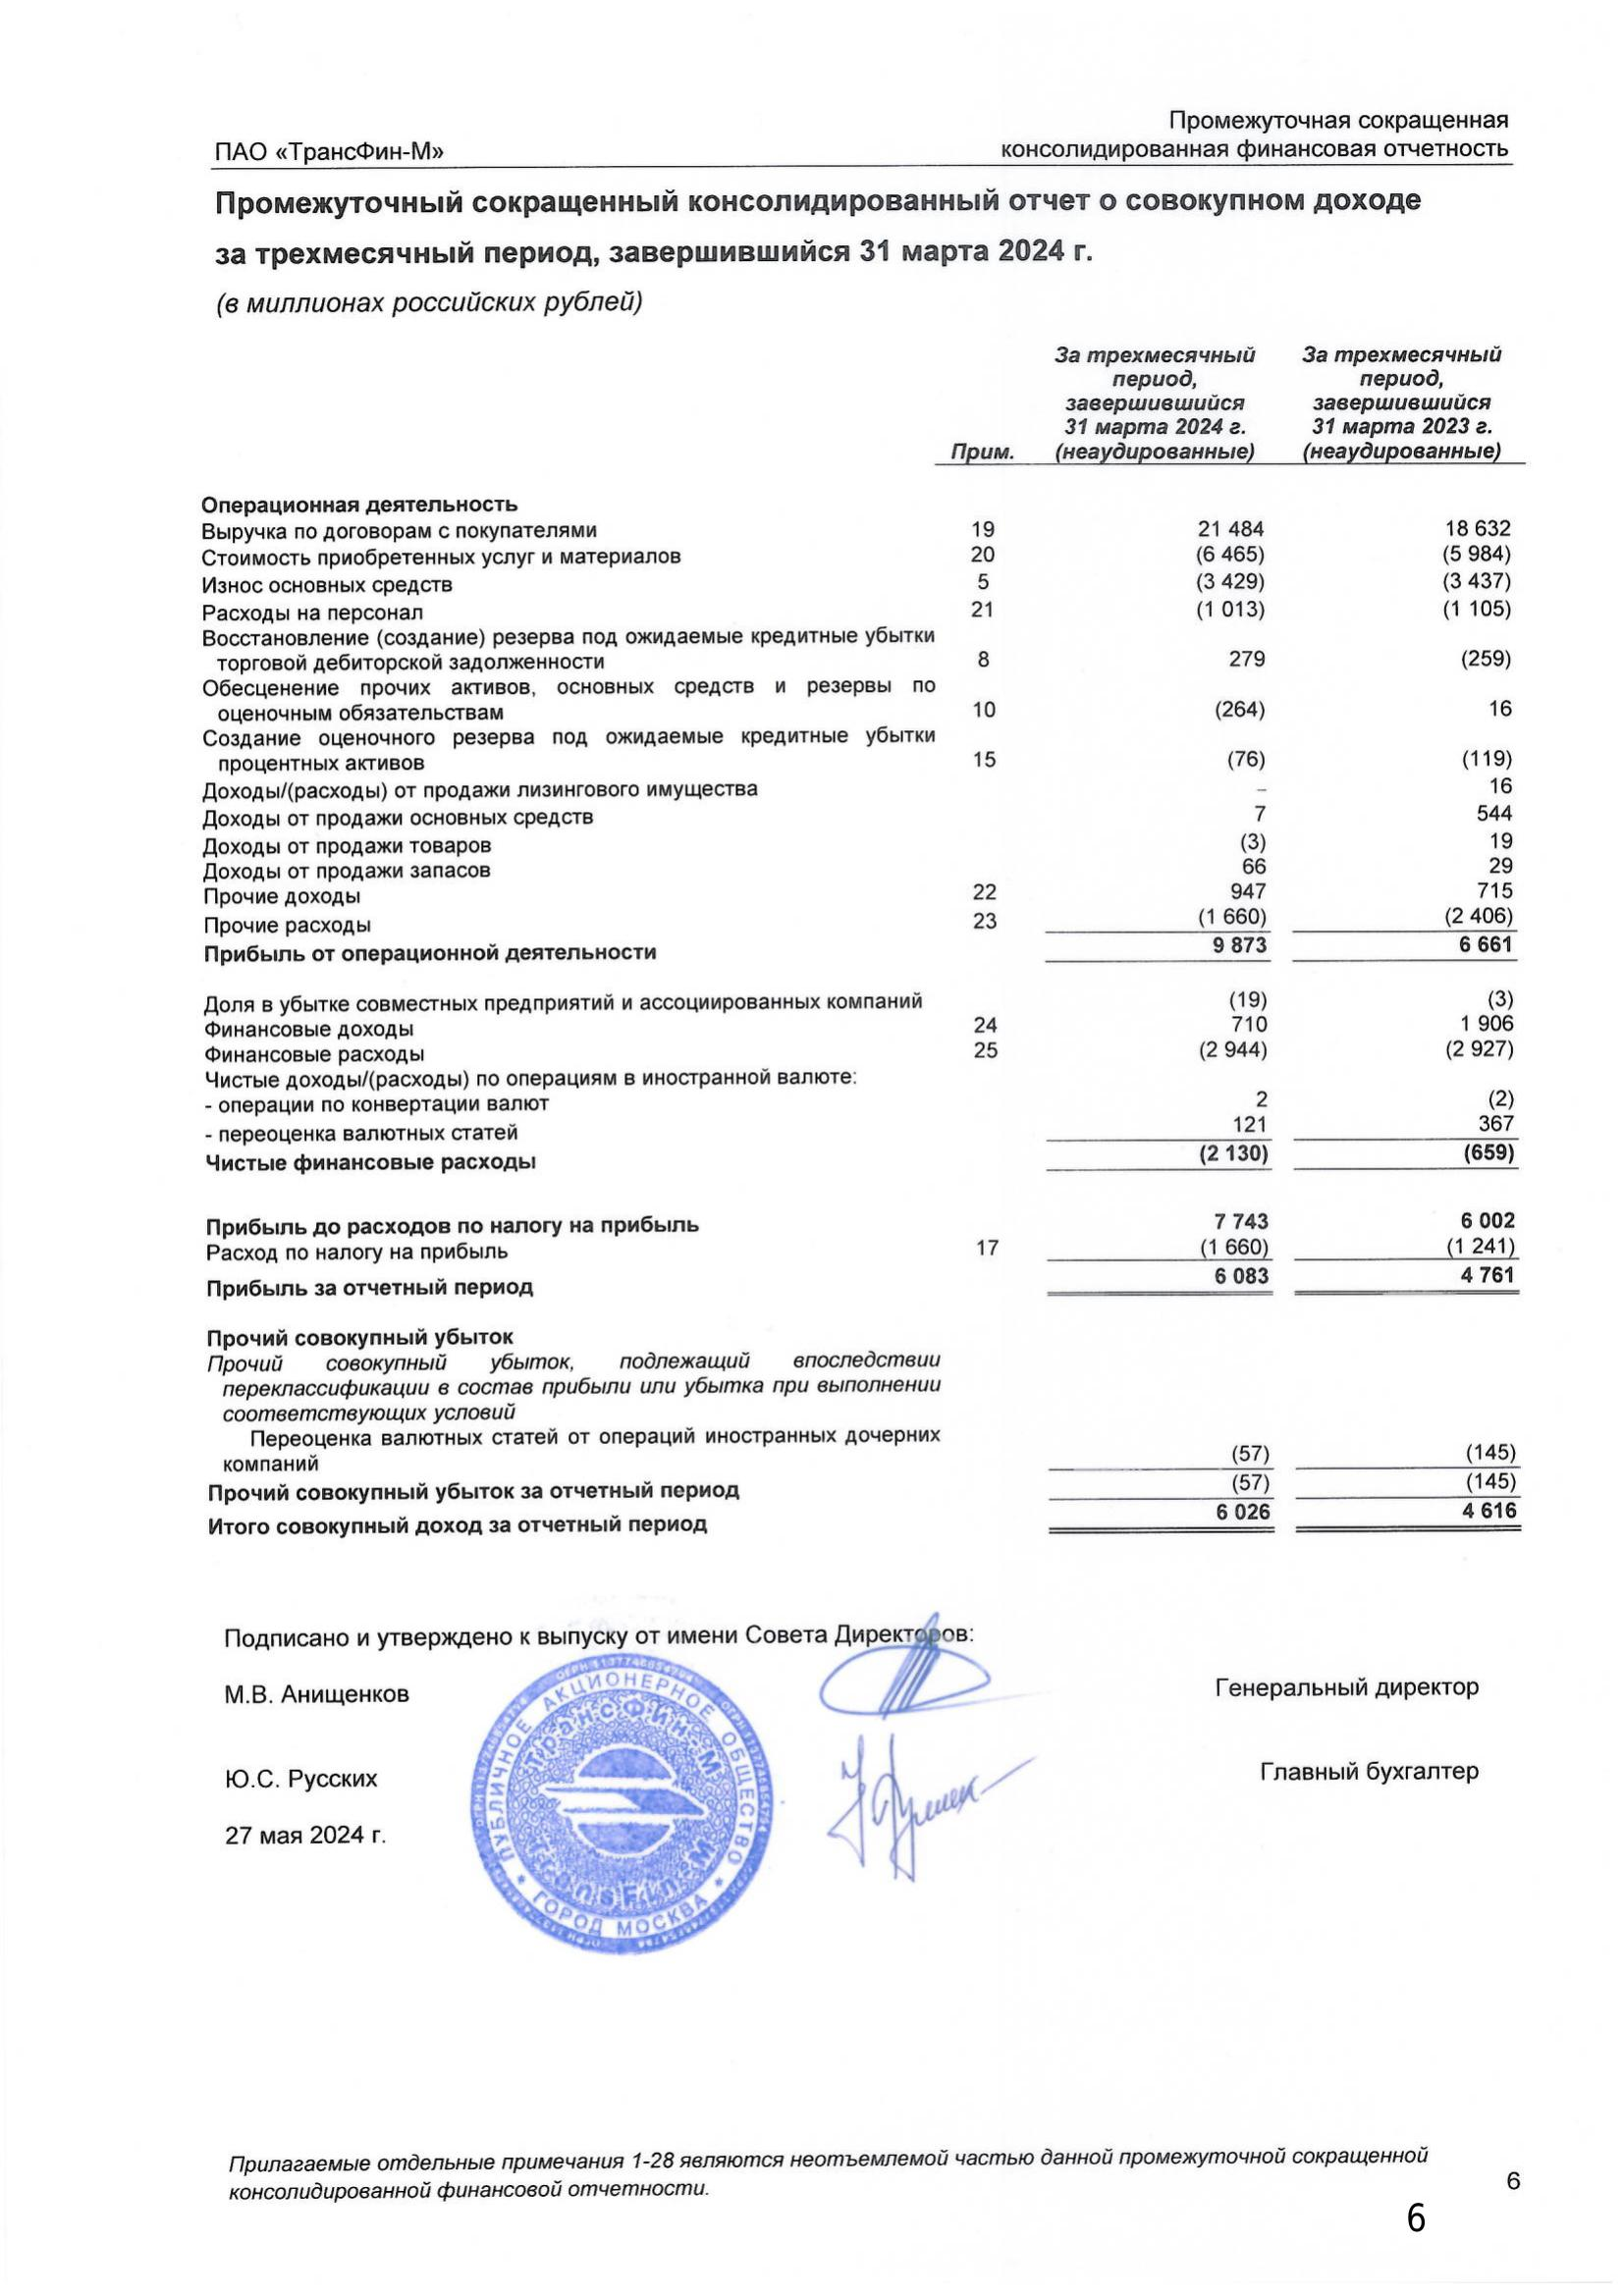 Промежуточная сокращенная
ПАО «ТрансФин-М» консолидированная финансовая отчетность
Промежуточный сокращенный консолидированный отчет о совокупном доходе
за трехмесячный период, завершившийся 31 марта 2024 г.
(в миллионах российских рублей)
За трехмесячный За трехмесячный
период, период,
завершившийся завершившийся
31 марта 2024 г. 31 марта 2023 г.
Прим. (неаудированные) (неаудированные)
Операционная деятельность
Выручка по договорам с покупателями 19 21 484 18 632
Стоимость приобретенных услуг и материалов 20 (6 465) (5 984)
Износ основных средств 5 (3 429) (3 437)
Расходы на персонал 21 (1 013) (1 105)
Восстановление (создание) резерва под ожидаемые кредитные убытки
торговой дебиторской задолженности 8 279 (259)
Обесценение прочих активов, основных средств и резервы по
оценочным обязательствам 10 (264) 16
Создание оценочного резерва под ожидаемые кредитные убытки
процентных активов 15 (76) (119)
Доходы/(расходы) от продажи лизингового имущества – 16
Доходы от продажи основных средств 7 544
Доходы от продажи товаров (3) 19
Доходы от продажи запасов 66 29
Прочие доходы 22 947 715
Прочие расходы 23 (1 660) (2 406)
Прибыль от операционной деятельности 9 873 6 661
Доля в убытке совместных предприятий и ассоциированных компаний (19) (3)
Финансовые доходы 24 710 1 906
Финансовые расходы 25 (2 944) (2 927)
Чистые доходы/(расходы) по операциям в иностранной валюте:
- операции по конвертации валют 2 (2)
- переоценка валютных статей 121 367
Чистые финансовые расходы (2 130) (659)
Прибыль до расходов по налогу на прибыль 7 743 6 002
Расход по налогу на прибыль 17 (1 660) (1 241)
Прибыль за отчетный период 6 083 4 761
Прочий совокупный убыток
Прочий совокупный убыток, подлежащий впоследствии
переклассификации в состав прибыли или убытка при выполнении
соответствующих условий
Переоценка валютных статей от операций иностранных дочерних
компаний (57) (145)
Прочий совокупный убыток за отчетный период (57) (145)
Итого совокупный доход за отчетный период 6 026 4 616
Подписано и утверждено к выпуску от имени Совета Директоров:
М.В. Анищенков Генеральный директор
Ю.С. Русских Главный бухгалтер
27 мая 2024 г.
ПУБЛИЧНОЕ АКЦИОНЕРНОЕ ОБЩЕСТВО
ТрансФин-М
TransFin-M
ГОРОД МОСКВА
Прилагаемые отдельные примечания 1-28 являются неотъемлемой частью данной промежуточной сокращенной
консолидированной финансовой отчетности.
6
6